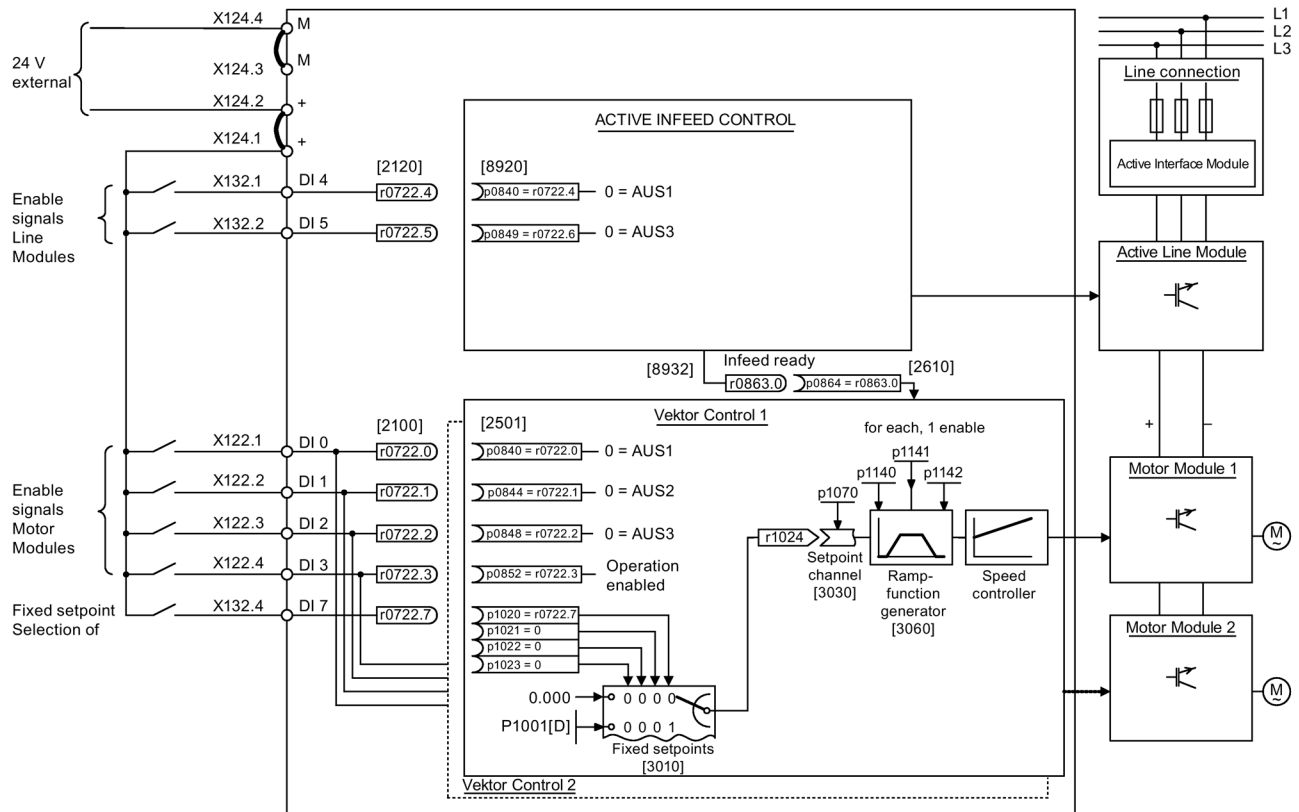 X124.4
M
24 V
external
X124.3
M
X124.2
+
X124.1
+
ACTIVE INFEED CONTROL
L1
L2
L3
Line connection
Active Interface Module
Enable
signals
Line
Modules
X132.1
DI 4
[2120]
r0722.4
[8920]
p0840 = r0722.4
0 = AUS1
X132.2
DI 5
r0722.5
p0849 = r0722.6
0 = AUS3
Active Line Module
[8932]
Infeed ready
r0863.0
p0864 = r0863.0
[2610]
+
–
Vektor Control 1
Enable
signals
Motor
Modules
X122.1
DI 0
[2100]
r0722.0
[2501]
p0840 = r0722.0
0 = AUS1
X122.2
DI 1
r0722.1
p0844 = r0722.1
0 = AUS2
X122.3
DI 2
r0722.2
p0848 = r0722.2
0 = AUS3
X122.4
DI 3
r0722.3
p0852 = r0722.3
Operation
enabled
Fixed setpoint
Selection of
X132.4
DI 7
r0722.7
p1020 = r0722.7
p1021 = 0
p1022 = 0
p1023 = 0
0.000
0 0 0 0
P1001[D]
0 0 0 1
Fixed setpoints
[3010]
for each, 1 enable
p1141
p1140
p1142
p1070
r1024
Setpoint
channel
[3030]
Ramp-
function
generator
[3060]
Speed
controller
Motor Module 1
M
~
Motor Module 2
M
~
Vektor Control 2